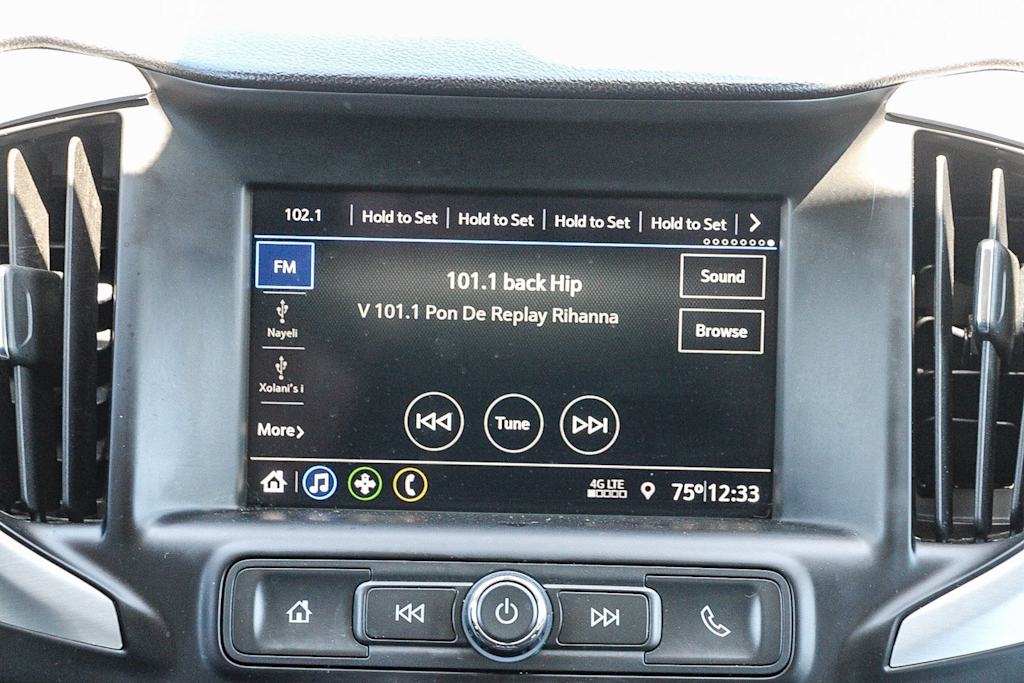 102.1 Hold to Set Hold to Set Hold to Set Hold to Set
FM
101.1 back Hip
Sound
V 101.1 Pon De Replay Rihanna
Nayeli
Browse
Xolani's i
More
Tune
4G LTE
75° 12:33